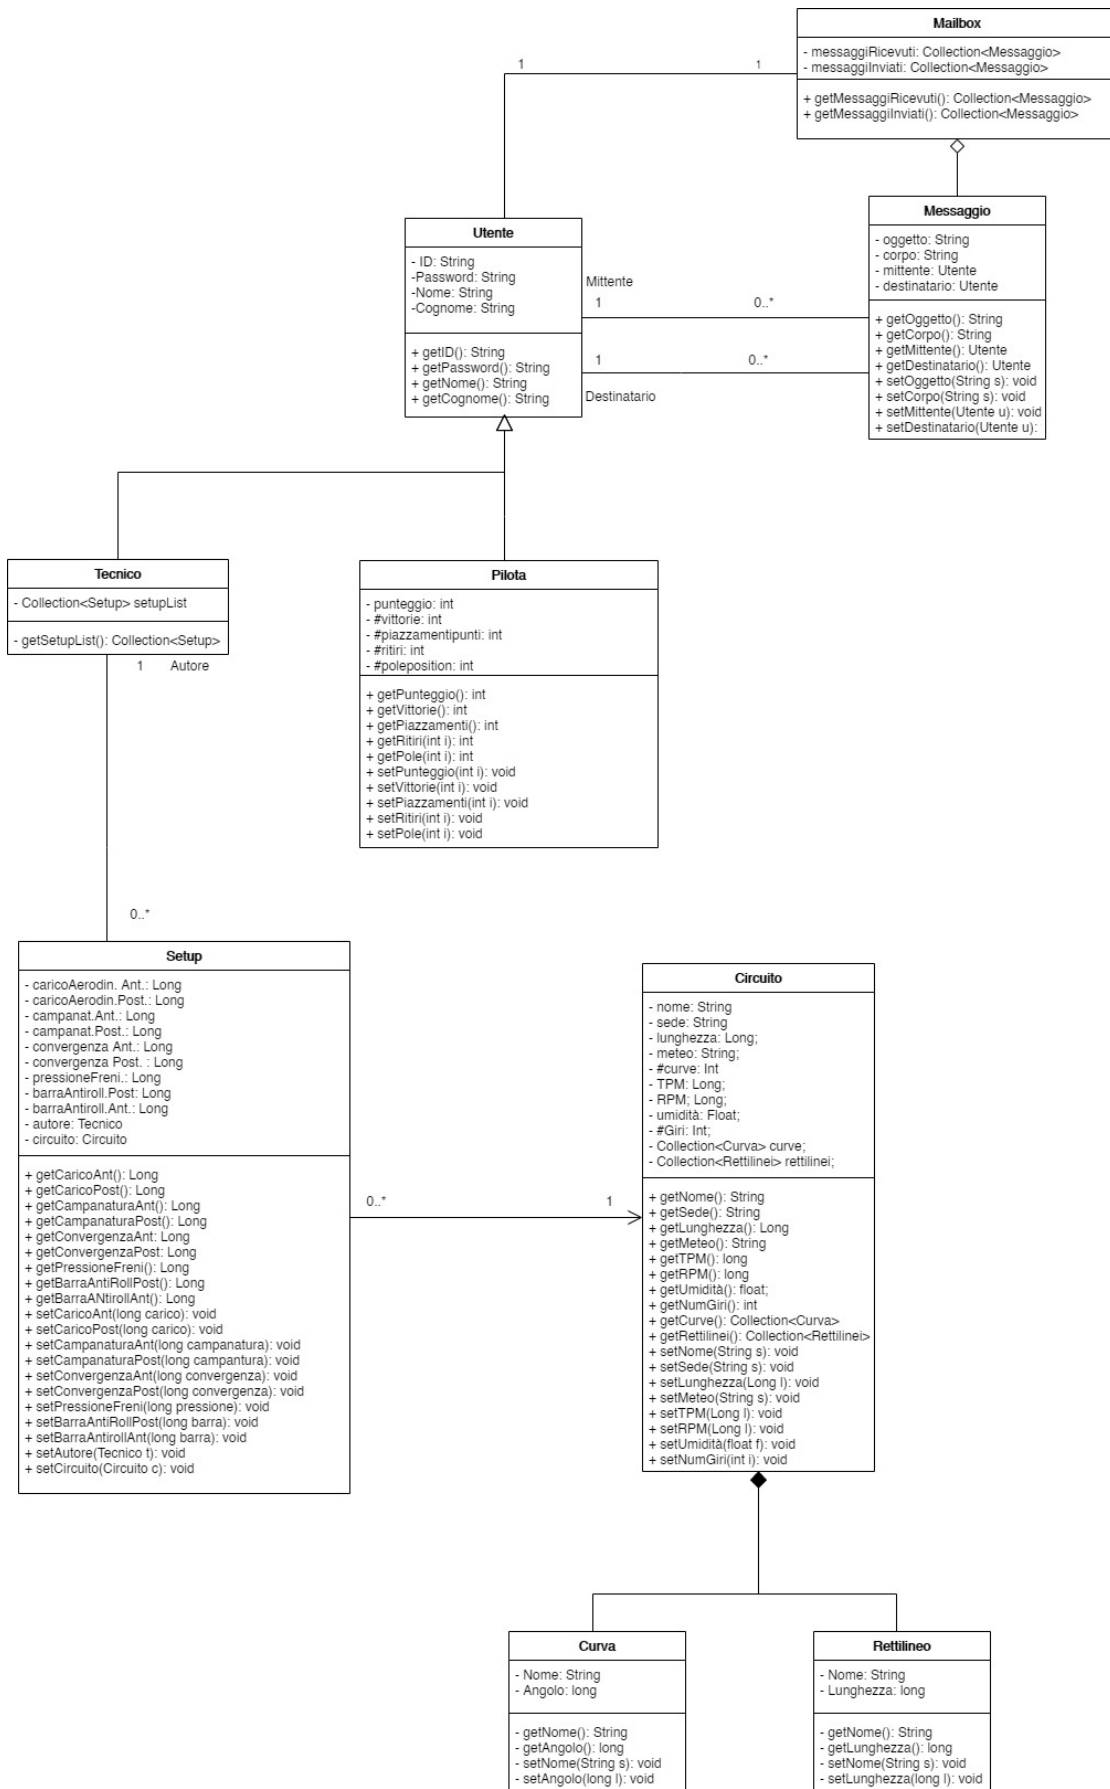 Mailbox
- messaggiRicevuti: Collection<Messaggio>
- messaggiInviati: Collection<Messaggio>
+ getMessaggiRicevuti(): Collection<Messaggio>
+ getMessaggiInviati(): Collection<Messaggio>
1
1
Messaggio
- oggetto: String
- corpo: String
- mittente: Utente
- destinatario: Utente
+ getOggetto(): String
+ getCorpo(): String
+ getMittente(): Utente
+ getDestinatario(): Utente
+ setOggetto(String s): void
+ setCorpo(String s): void
+ setMittente(Utente u): void
+ setDestinatario(Utente u):
Utente
- ID: String
-Password: String
-Nome: String
-Cognome: String
+ getID(): String
+ getPassword(): String
+ getNome(): String
+ getCognome(): String
Mittente
1
0..*
1
0..*
Destinatario
Tecnico
- Collection<Setup> setupList
- getSetupList(): Collection<Setup>
1 Autore
0..*
Pilota
- punteggio: int
- #vittorie: int
- #piazzamentipunti: int
- #ritiri: int
- #poleposition: int
+ getPunteggio(): int
+ getVittorie(): int
+ getPiazzamenti(): int
+ getRitiri(int i): int
+ getPole(int i): int
+ setPunteggio(int i): void
+ setVittorie(int i): void
+ setPiazzamenti(int i): void
+ setRitiri(int i): void
+ setPole(int i): void
Setup
- caricoAerodin. Ant.: Long
- caricoAerodin.Post.: Long
- campanat.Ant.: Long
- campanat.Post.: Long
- convergenza Ant.: Long
- convergenza Post. : Long
- pressioneFreni.: Long
- barraAntiroll.Post: Long
- barraAntiroll.Ant.: Long
- autore: Tecnico
- circuito: Circuito
+ getCaricoAnt(): Long
+ getCaricoPost(): Long
+ getCampanaturaAnt(): Long
+ getCampanaturaPost(): Long
+ getConvergenzaAnt: Long
+ getConvergenzaPost: Long
+ getPressioneFreni(): Long
+ getBarraAntiRollPost(): Long
+ getBarraANtirollAnt(): Long
+ setCaricoAnt(long carico): void
+ setCaricoPost(long carico): void
+ setCampanaturaAnt(long campanatura): void
+ setCampanaturaPost(long campantura): void
+ setConvergenzaAnt(long convergenza): void
+ setConvergenzaPost(long convergenza): void
+ setPressioneFreni(long pressione): void
+ setBarraAntiRollPost(long barra): void
+ setBarraAntirollAnt(long barra): void
+ setAutore(Tecnico t): void
+ setCircuito(Circuito c): void
0..*
1
Circuito
- nome: String
- sede: String
- lunghezza: Long;
- meteo: String;
- #curve: Int
- TPM: Long;
- RPM; Long;
- umidità: Float;
- #Giri: Int;
- Collection<Curva> curve;
- Collection<Rettilinei> rettilinei;
+ getNome(): String
+ getSede(): String
+ getLunghezza(): Long
+ getMeteo(): String
+ getTPM(): long
+ getRPM(): long
+ getUmidità(): float;
+ getNumGiri(): int
+ getCurve(): Collection<Curva>
+ getRettilinei(): Collection<Rettilinei>
+ setNome(String s): void
+ setSede(String s): void
+ setLunghezza(Long l): void
+ setMeteo(String s): void
+ setTPM(Long l): void
+ setRPM(Long l): void
+ setUmidità(float f): void
+ setNumGiri(int i): void
Curva
- Nome: String
- Angolo: long
- getNome(): String
- getAngolo(): long
- setNome(String s): void
- setAngolo(long l): void
Rettilineo
- Nome: String
- Lunghezza: long
- getNome(): String
- getLunghezza(): long
- setNome(String s): void
- setLunghezza(long l): void